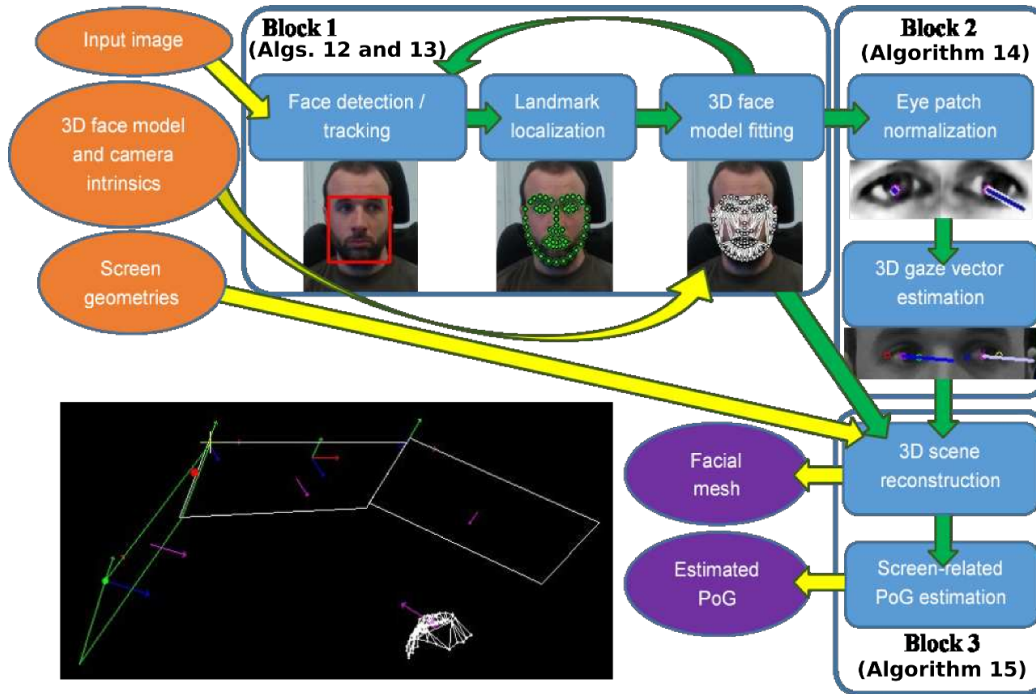 Input image
3D face model
and camera
intrinsics
Screen
geometries
Block 1
(Algs. 12 and 13)
Face detection /
tracking
Landmark
localization
3D face
model fitting
Block 2
(Algorithm 14)
Eye patch
normalization
3D gaze vector
estimation
3D scene
reconstruction
Facial
mesh
Screen-related
PoG estimation
Estimated
PoG
Block 3
(Algorithm 15)